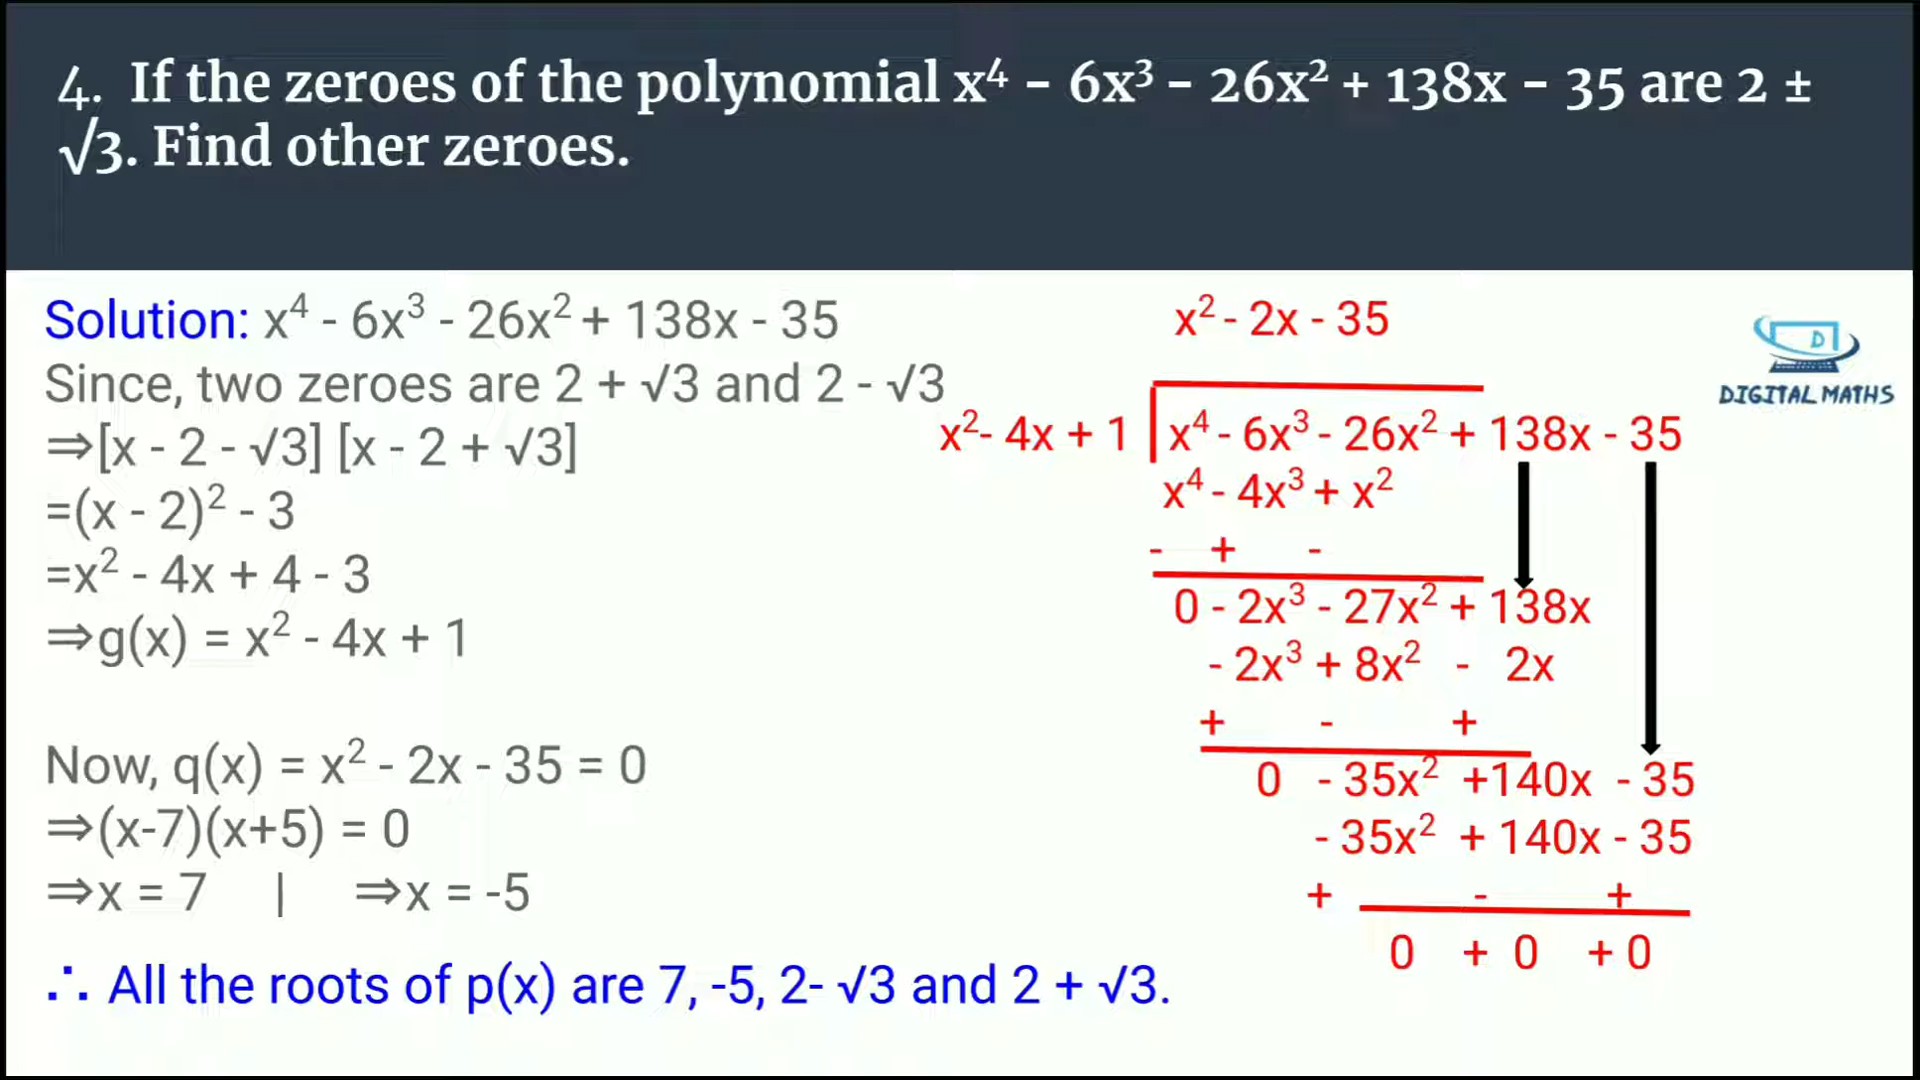 4. If the zeroes of the polynomial x⁴ - 6x³ - 26x² + 138x - 35 are 2 ±
√3. Find other zeroes.
Solution: x⁴ - 6x³ - 26x² + 138x - 35
Since, two zeroes are 2 + √3 and 2 - √3
⇒[x - 2 - √3] [x - 2 + √3]
=(x - 2)² - 3
=x² - 4x + 4 - 3
⇒g(x) = x² - 4x + 1
Now, q(x) = x² - 2x - 35 = 0
⇒(x-7)(x+5) = 0
⇒x = 7 | ⇒x = -5
∴ All the roots of p(x) are 7, -5, 2- √3 and 2 + √3.
x² - 2x - 35
x²- 4x + 1 x⁴ - 6x³ - 26x² + 138x - 35
x⁴ - 4x³ + x²
- + -
0 - 2x³ - 27x² + 138x
- 2x³ + 8x² - 2x
+ - +
0 - 35x² +140x - 35
- 35x² + 140x - 35
+ - +
0 + 0 + 0
D
DIGITAL MATHS